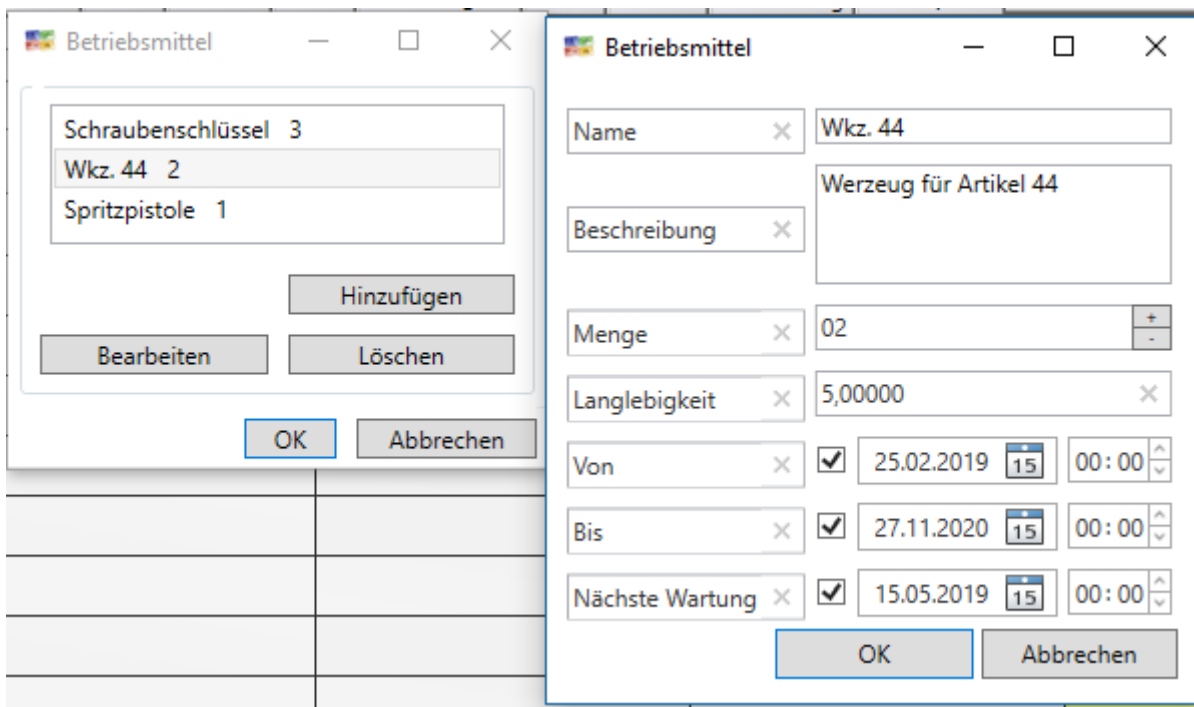 Betriebsmittel
Schraubenschlüssel 3
Wkz. 44 2
Spritzpistole 1
Hinzufügen
Bearbeiten Löschen
OK Abbrechen
Betriebsmittel
Name Wkz. 44
Beschreibung Werzeug für Artikel 44
Menge 02 + -
Langlebigkeit 5,00000
Von 25.02.2019 15 00:00
Bis 27.11.2020 15 00:00
Nächste Wartung 15.05.2019 15 00:00
OK Abbrechen